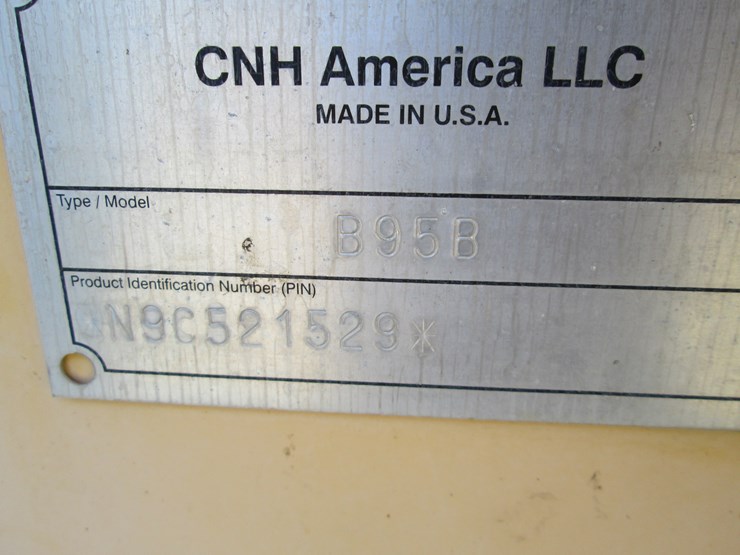 CNH America LLC
MADE IN U.S.A.
Type / Model
B95B
Product Identification Number (PIN)
N9C521529*